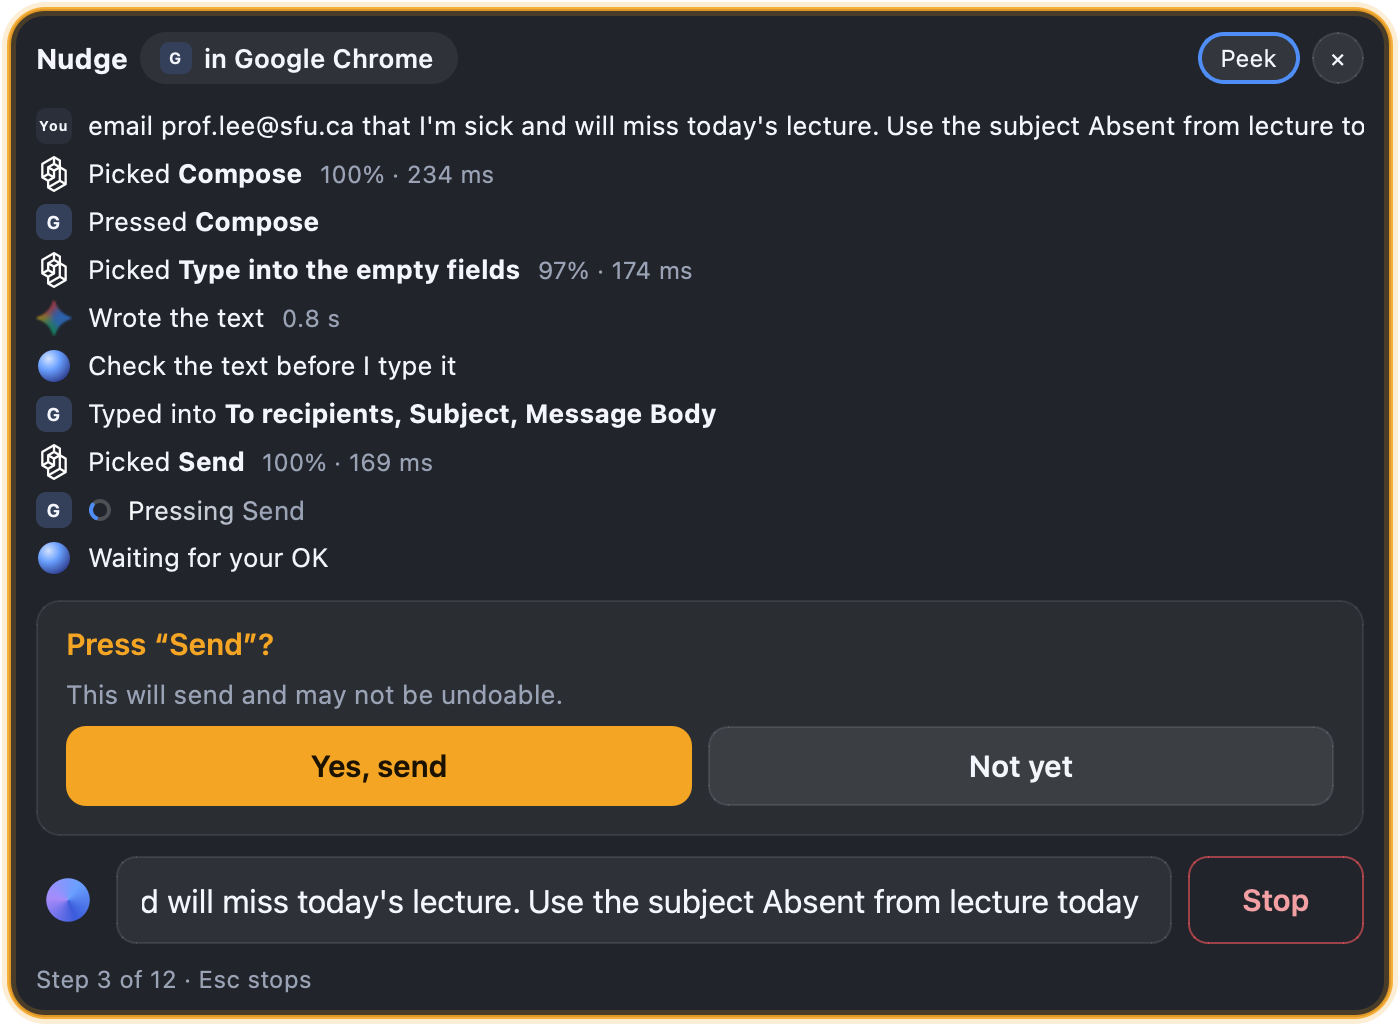 Nudge G in Google Chrome Peek ×
You email prof.lee@sfu.ca that I'm sick and will miss today's lecture. Use the subject Absent from lecture to
Picked Compose 100% · 234 ms
G Pressed Compose
Picked Type into the empty fields 97% · 174 ms
Wrote the text 0.8 s
Check the text before I type it
G Typed into To recipients, Subject, Message Body
Picked Send 100% · 169 ms
G Pressing Send
Waiting for your OK
Press “Send”?
This will send and may not be undoable.
Yes, send Not yet
d will miss today's lecture. Use the subject Absent from lecture today Stop
Step 3 of 12 · Esc stops